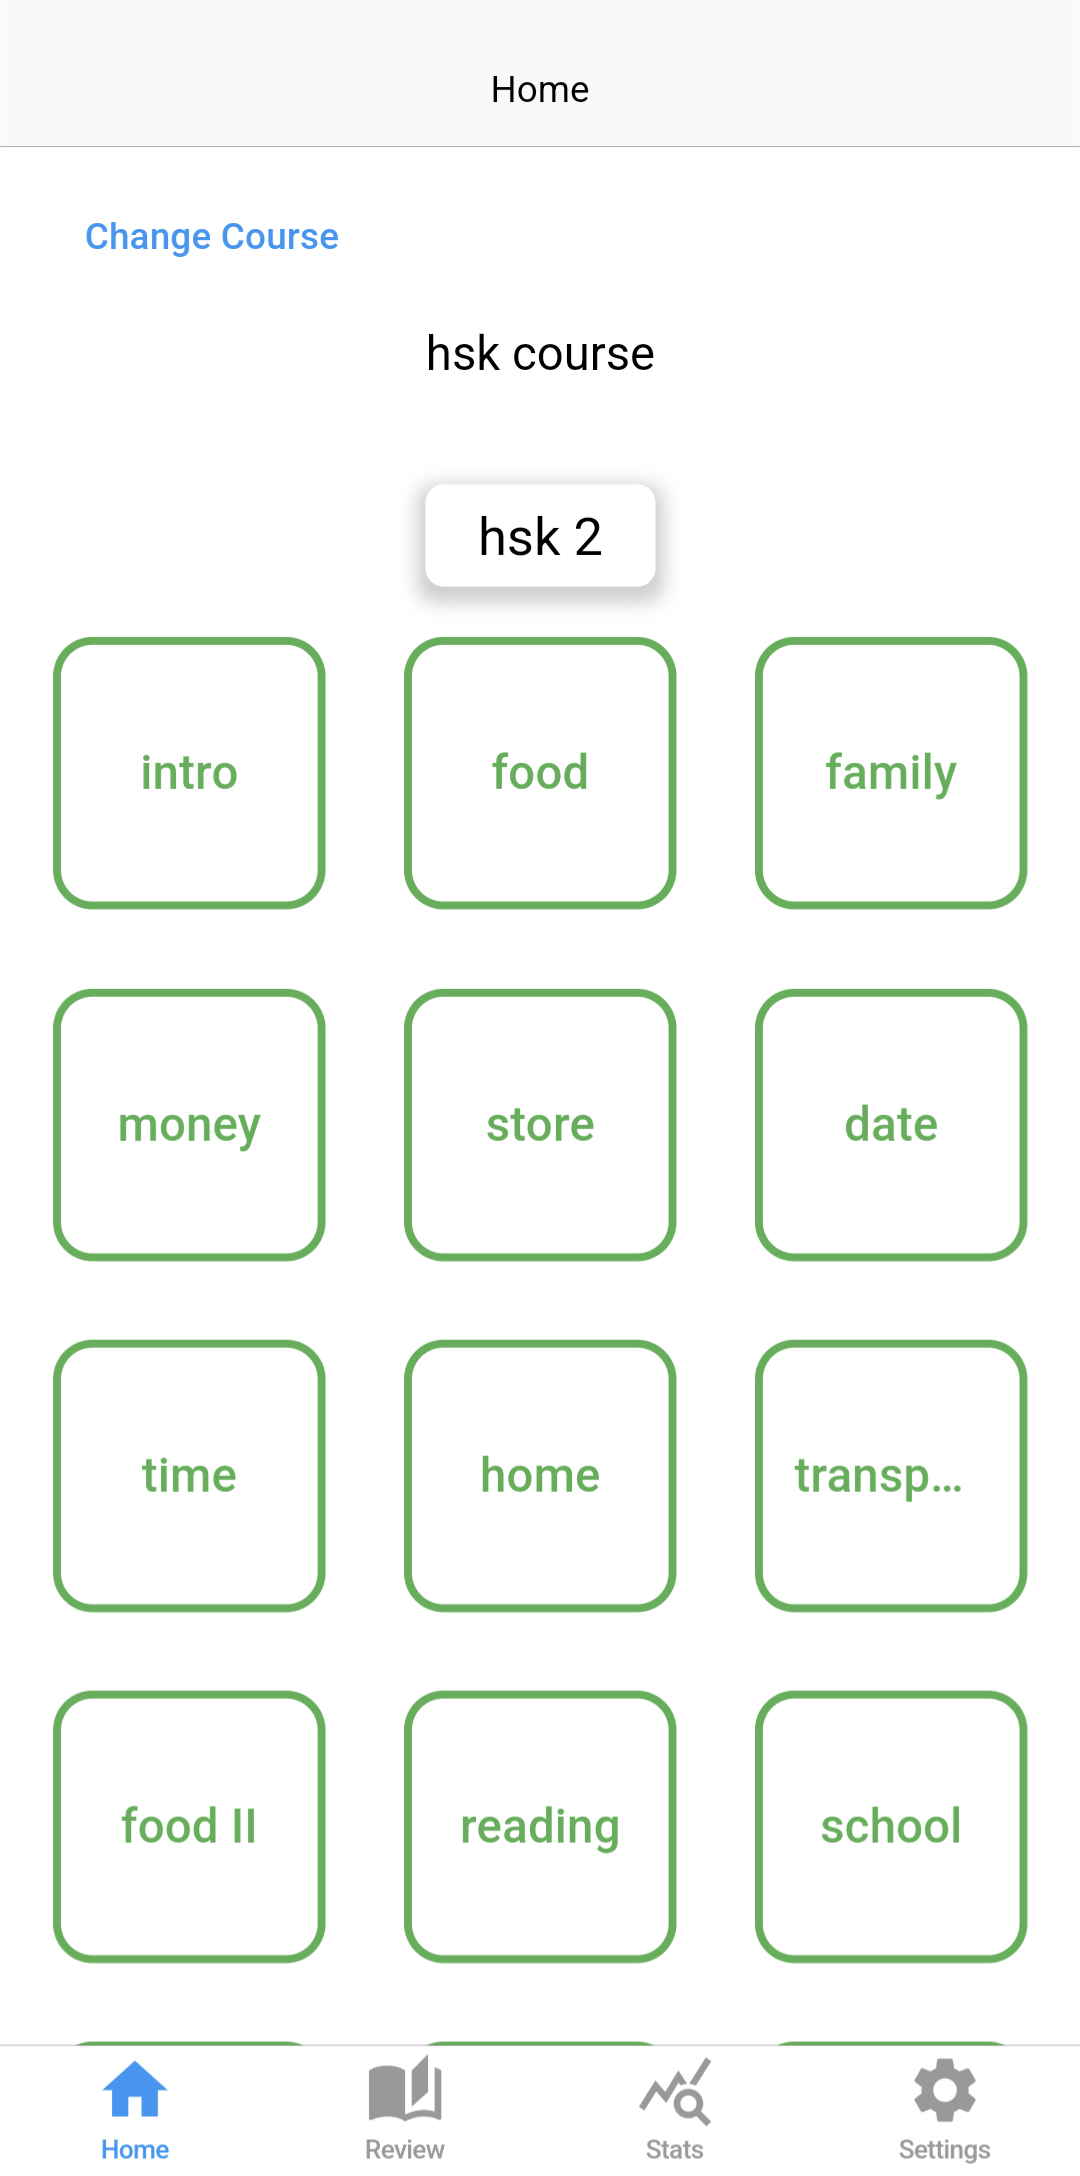 Home
Change Course
hsk course
hsk 2
intro
food
family
money
store
date
time
home
transp...
food II
reading
school
Home
Review
Stats
Settings